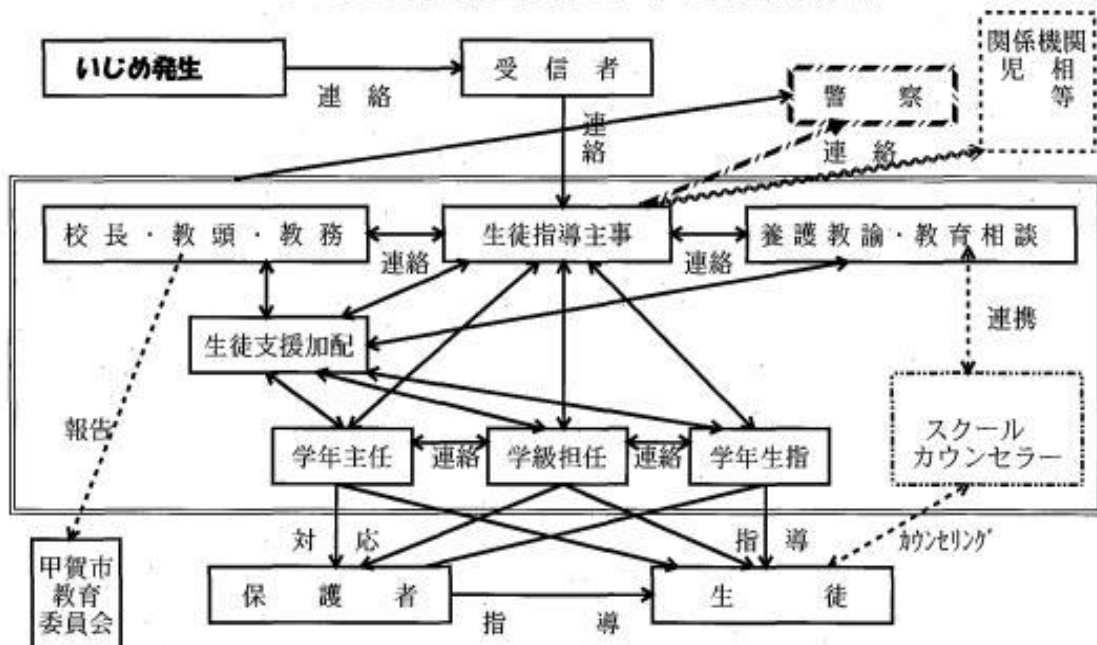 いじめ発生
連絡
受信者
関係機関
児相
等
警察
連絡
連絡
校長・教頭・教務
連絡
生徒指導主事
連絡
養護教諭・教育相談
生徒支援加配
連携
報告
学年主任
連絡
学級担任
連絡
学年生指
スクール
カウンセラー
対応
指導
カウンセリング
甲賀市
教育
委員会
保護者
指導
生徒